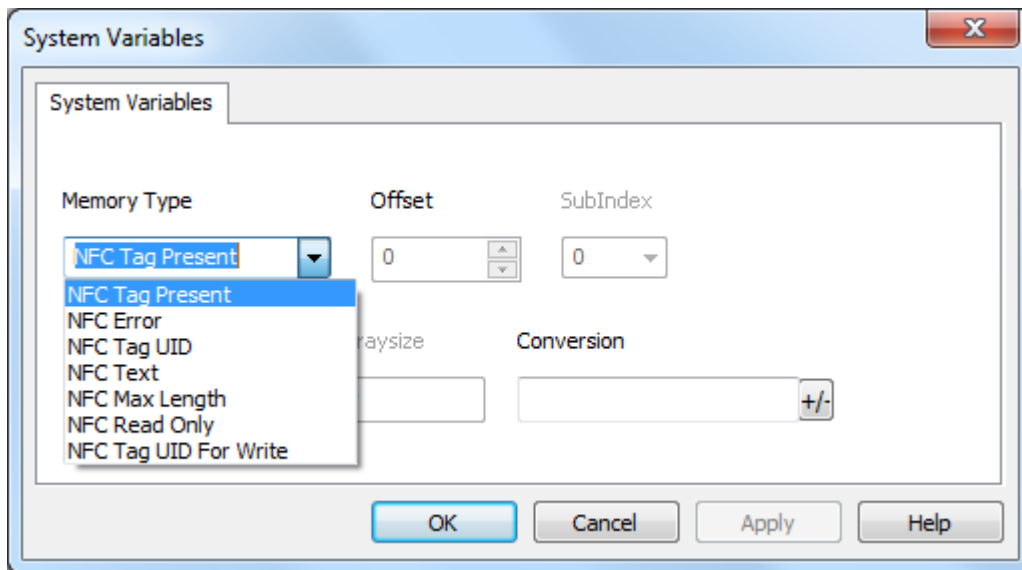 System Variables
System Variables
Memory Type Offset SubIndex
NFC Tag Present 0 0
NFC Tag Present
NFC Error
NFC Tag UID
raysize Conversion
NFC Text
NFC Max Length
+/-
NFC Read Only
NFC Tag UID For Write
OK Cancel Apply Help